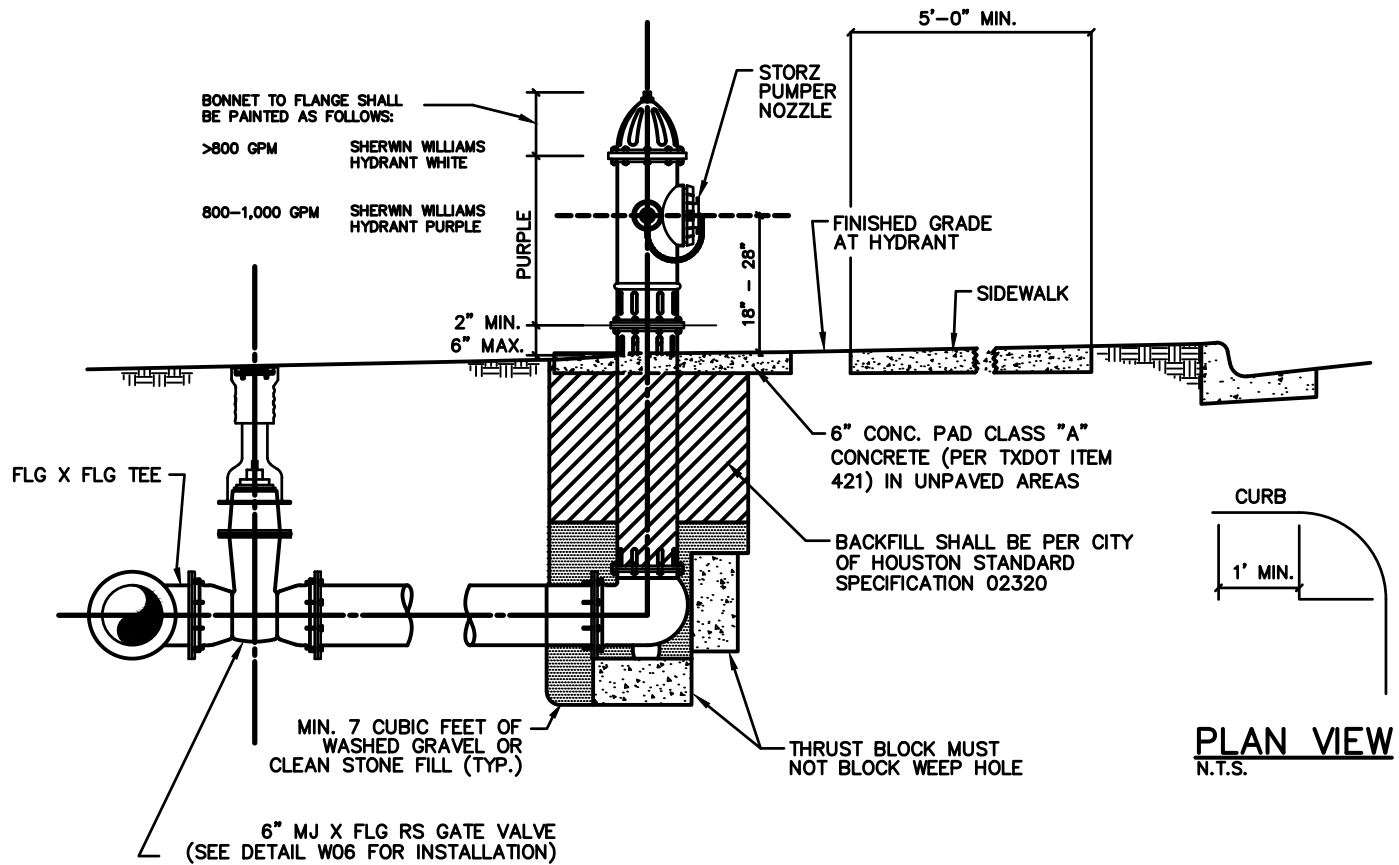 5'-0" MIN.
STORZ
PUMPER
NOZZLE
BONNET TO FLANGE SHALL
BE PAINTED AS FOLLOWS:
>800 GPM SHERWIN WILLIAMS
HYDRANT WHITE
800-1,000 GPM SHERWIN WILLIAMS
HYDRANT PURPLE
PURPLE
18" - 28"
FINISHED GRADE
AT HYDRANT
SIDEWALK
2" MIN.
6" MAX.
FLG X FLG TEE
6" CONC. PAD CLASS "A"
CONCRETE (PER TXDOT ITEM
421) IN UNPAVED AREAS
CURB
1' MIN.
BACKFILL SHALL BE PER CITY
OF HOUSTON STANDARD
SPECIFICATION 02320
MIN. 7 CUBIC FEET OF
WASHED GRAVEL OR
CLEAN STONE FILL (TYP.)
THRUST BLOCK MUST
NOT BLOCK WEEP HOLE
PLAN VIEW
N.T.S.
6" MJ X FLG RS GATE VALVE
(SEE DETAIL W06 FOR INSTALLATION)